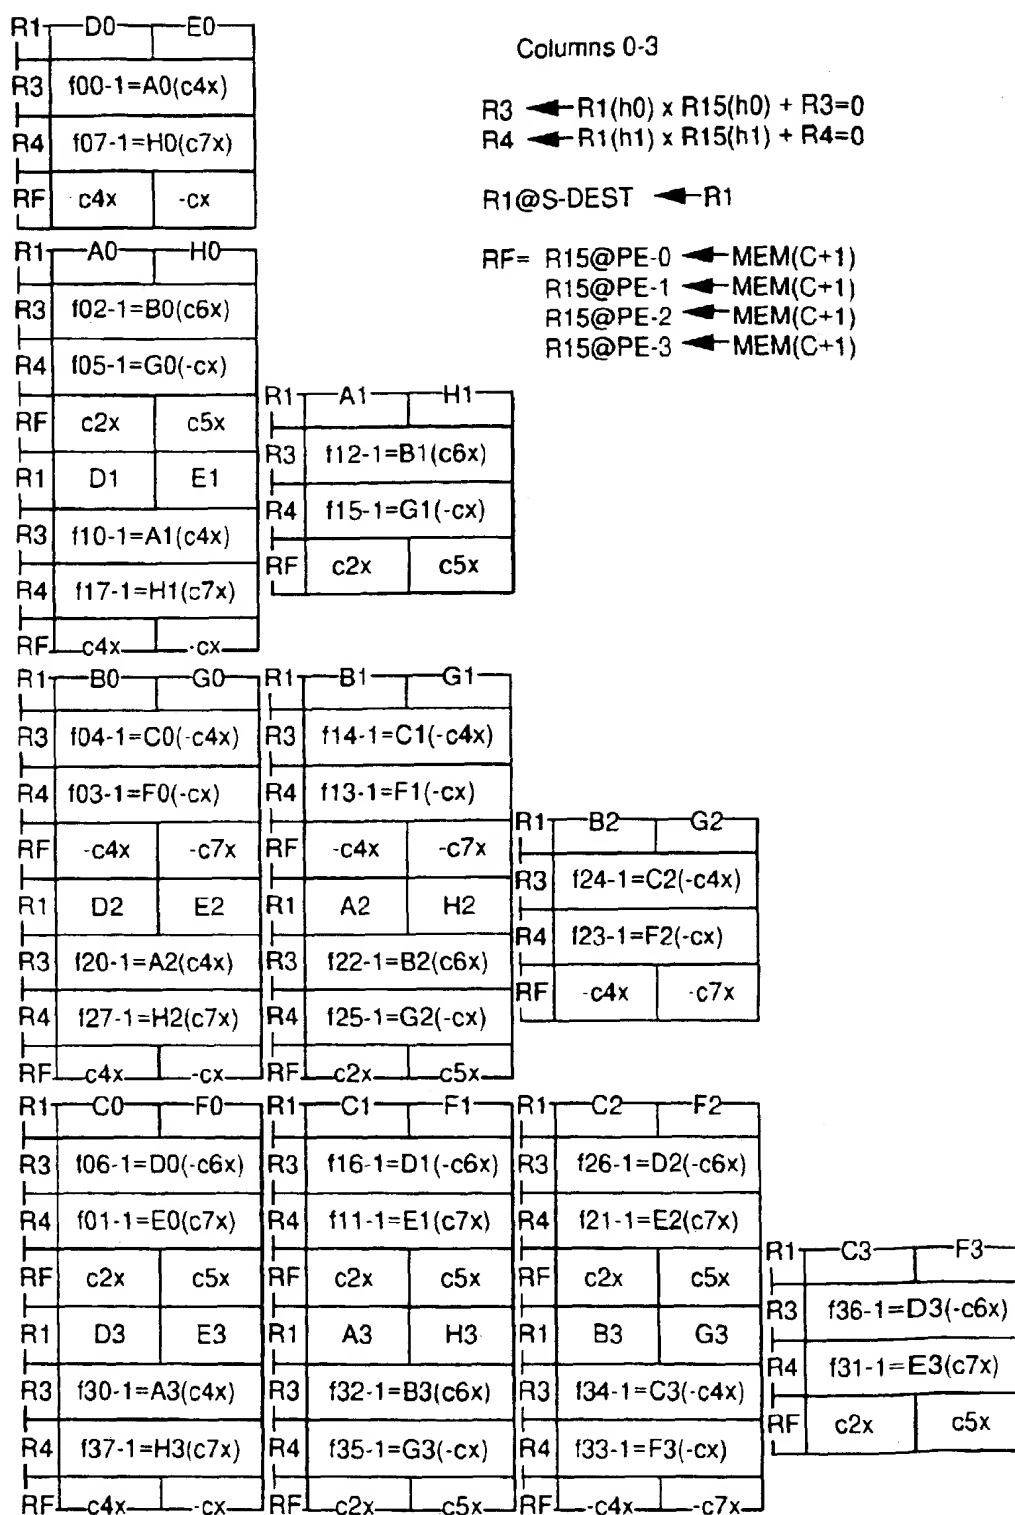 R1 D0 E0
R3 f00-1=A0(c4x)
R4 f07-1=H0(c7x)
RF c4x -cx
Columns 0-3
R3 ← R1(h0) x R15(h0) + R3=0
R4 ← R1(h1) x R15(h1) + R4=0
R1@S-DEST ← R1
RF= R15@PE-0 ← MEM(C+1)
R15@PE-1 ← MEM(C+1)
R15@PE-2 ← MEM(C+1)
R15@PE-3 ← MEM(C+1)
R1 A0 H0
R3 f02-1=B0(c6x)
R4 f05-1=G0(-cx)
RF c2x c5x
R1 D1 E1
R3 f10-1=A1(c4x)
R4 f17-1=H1(c7x)
RF c4x -cx
R1 A1 H1
R3 f12-1=B1(c6x)
R4 f15-1=G1(-cx)
RF c2x c5x
R1 B0 G0
R3 f04-1=C0(-c4x)
R4 f03-1=F0(-cx)
RF -c4x -c7x
R1 D2 E2
R3 f20-1=A2(c4x)
R4 f27-1=H2(c7x)
RF c4x -cx
R1 B1 G1
R3 f14-1=C1(-c4x)
R4 f13-1=F1(-cx)
RF -c4x -c7x
R1 A2 H2
R3 f22-1=B2(c6x)
R4 f25-1=G2(-cx)
RF c2x c5x
R1 B2 G2
R3 f24-1=C2(-c4x)
R4 f23-1=F2(-cx)
RF -c4x -c7x
R1 C0 F0
R3 f06-1=D0(-c6x)
R4 f01-1=E0(c7x)
RF c2x c5x
R1 D3 E3
R3 f30-1=A3(c4x)
R4 f37-1=H3(c7x)
RF c4x -cx
R1 C1 F1
R3 f16-1=D1(-c6x)
R4 f11-1=E1(c7x)
RF c2x c5x
R1 A3 H3
R3 f32-1=B3(c6x)
R4 f35-1=G3(-cx)
RF c2x c5x
R1 C2 F2
R3 f26-1=D2(-c6x)
R4 f21-1=E2(c7x)
RF c2x c5x
R1 B3 G3
R3 f34-1=C3(-c4x)
R4 f33-1=F3(-cx)
RF -c4x -c7x
R1 C3 F3
R3 f36-1=D3(-c6x)
R4 f31-1=E3(c7x)
RF c2x c5x